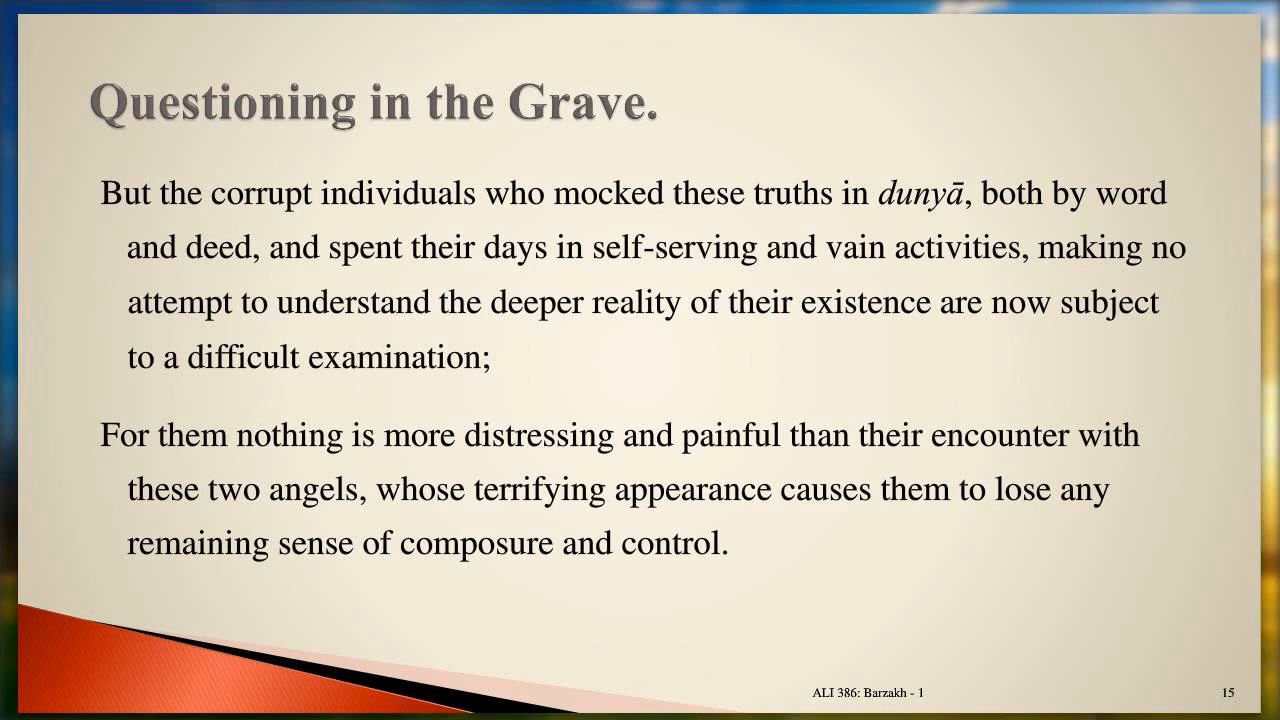 Questioning in the Grave.
But the corrupt individuals who mocked these truths in dunyā, both by word
and deed, and spent their days in self-serving and vain activities, making no
attempt to understand the deeper reality of their existence are now subject
to a difficult examination;
For them nothing is more distressing and painful than their encounter with
these two angels, whose terrifying appearance causes them to lose any
remaining sense of composure and control.
ALI 386: Barzakh - 1
15